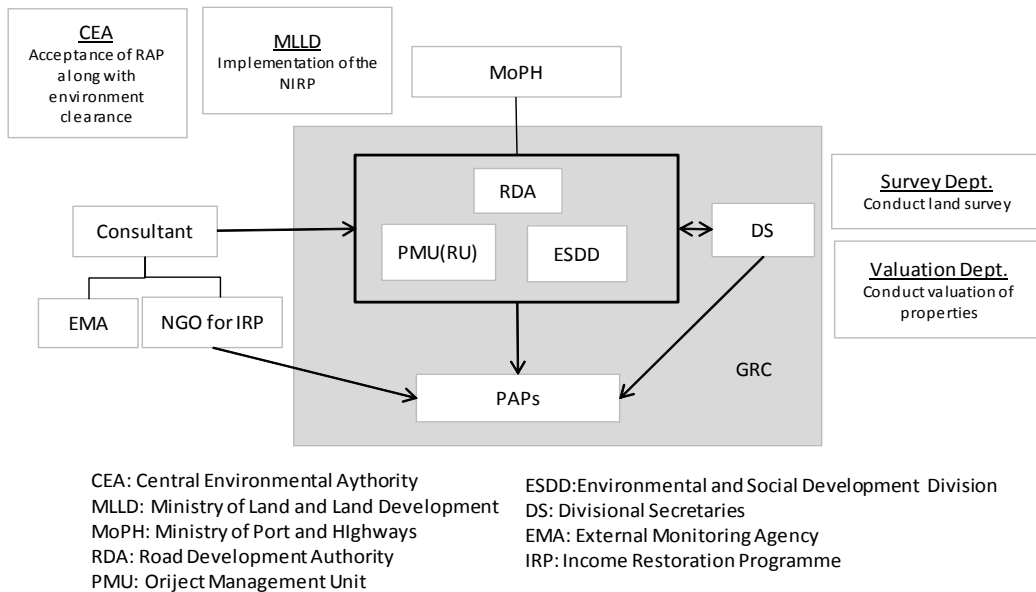 CEA
Acceptance of RAP
along with
environment
clearance
MLLD
Implementation of the
NIRP
MoPH
RDA
PMU(RU)
ESDD
DS
Survey Dept.
Conduct land survey
Valuation Dept.
Conduct valuation of
properties
Consultant
EMA
NGO for IRP
GRC
PAPs
CEA: Central Environmental Aythority
MLLD: Ministry of Land and Land Development
MoPH: Ministry of Port and HIghways
RDA: Road Development Authority
PMU: Oriject Management Unit
ESDD:Environmental and Social Development Division
DS: Divisional Secretaries
EMA: External Monitoring Agency
IRP: Income Restoration Programme